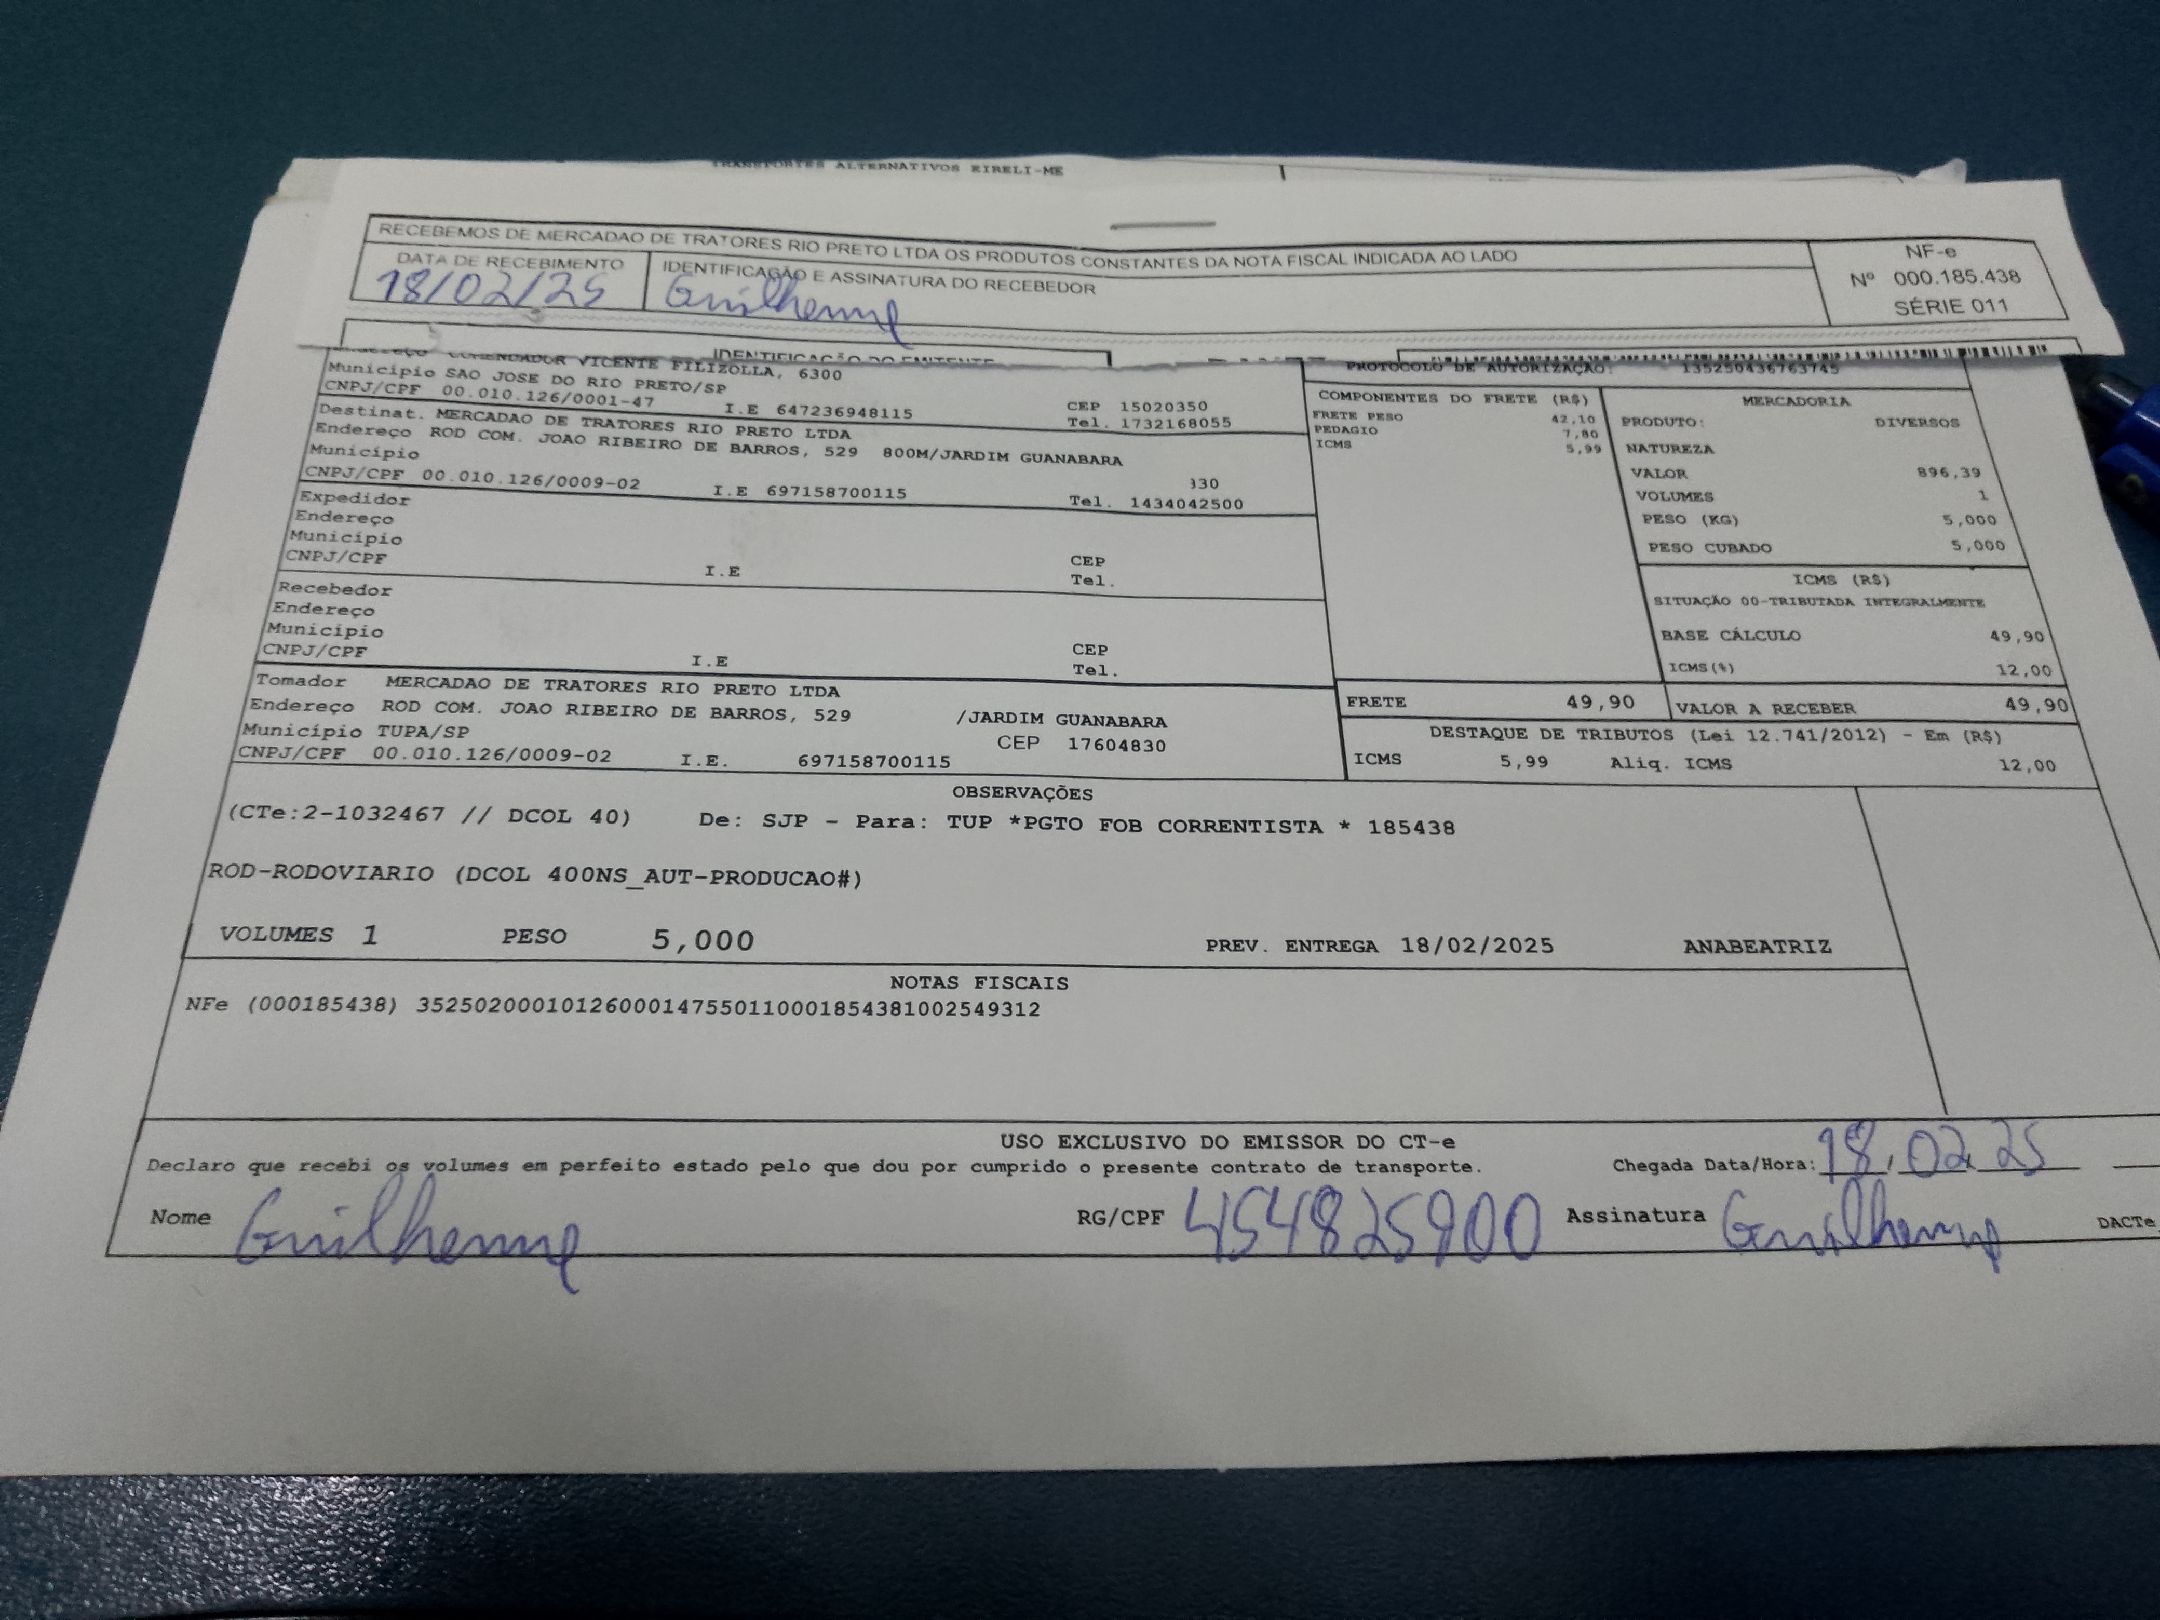 TRANSPORTES ALTERNATIVOS EIRELI-ME
RECEBEMOS DE MERCADAO DE TRATORES RIO PRETO LTDA OS PRODUTOS CONSTANTES DA NOTA FISCAL INDICADA AO LADO
DATA DE RECEBIMENTO
18/02/25
IDENTIFICAÇÃO E ASSINATURA DO RECEBEDOR
Guilherme
NF-e
Nº 000.185.438
SÉRIE 011
IDENTIFICAÇÃO DO EMITENTE
Endereço COMENDADOR VICENTE FILIZOLLA, 6300
Município SAO JOSE DO RIO PRETO/SP CEP 15020350
CNPJ/CPF 00.010.126/0001-47 I.E 647236948115 Tel. 1732168055
Destinat. MERCADAO DE TRATORES RIO PRETO LTDA
Endereço ROD COM. JOAO RIBEIRO DE BARROS, 529 800M/JARDIM GUANABARA
Município 330
CNPJ/CPF 00.010.126/0009-02 I.E 697158700115 Tel. 1434042500
Expedidor
Endereço
Município CEP
CNPJ/CPF I.E Tel.
Recebedor
Endereço
Município CEP
CNPJ/CPF I.E Tel.
Tomador MERCADAO DE TRATORES RIO PRETO LTDA
Endereço ROD COM. JOAO RIBEIRO DE BARROS, 529 /JARDIM GUANABARA
Município TUPA/SP CEP 17604830
CNPJ/CPF 00.010.126/0009-02 I.E. 697158700115
PROTOCOLO DE AUTORIZAÇÃO: 135250436763745
COMPONENTES DO FRETE (R$)
FRETE PESO 42,10
PEDAGIO 7,80
ICMS 5,99
MERCADORIA
PRODUTO: DIVERSOS
NATUREZA
VALOR 896,39
VOLUMES 1
PESO (KG) 5,000
PESO CUBADO 5,000
ICMS (R$)
SITUAÇÃO 00-TRIBUTADA INTEGRALMENTE
BASE CÁLCULO 49,90
ICMS(%) 12,00
FRETE 49,90 VALOR A RECEBER 49,90
DESTAQUE DE TRIBUTOS (Lei 12.741/2012) - Em (R$)
ICMS 5,99 Aliq. ICMS 12,00
OBSERVAÇÕES
(CTe:2-1032467 // DCOL 40) De: SJP - Para: TUP *PGTO FOB CORRENTISTA * 185438
ROD-RODOVIARIO (DCOL 400NS_AUT-PRODUCAO#)
VOLUMES 1 PESO 5,000 PREV. ENTREGA 18/02/2025 ANABEATRIZ
NOTAS FISCAIS
NFe (000185438) 35250200010126000147550110001854381002549312
USO EXCLUSIVO DO EMISSOR DO CT-e
Declaro que recebi os volumes em perfeito estado pelo que dou por cumprido o presente contrato de transporte. Chegada Data/Hora: 18/02 25
Nome Guilherme RG/CPF 454825900 Assinatura Guilherme DACTe